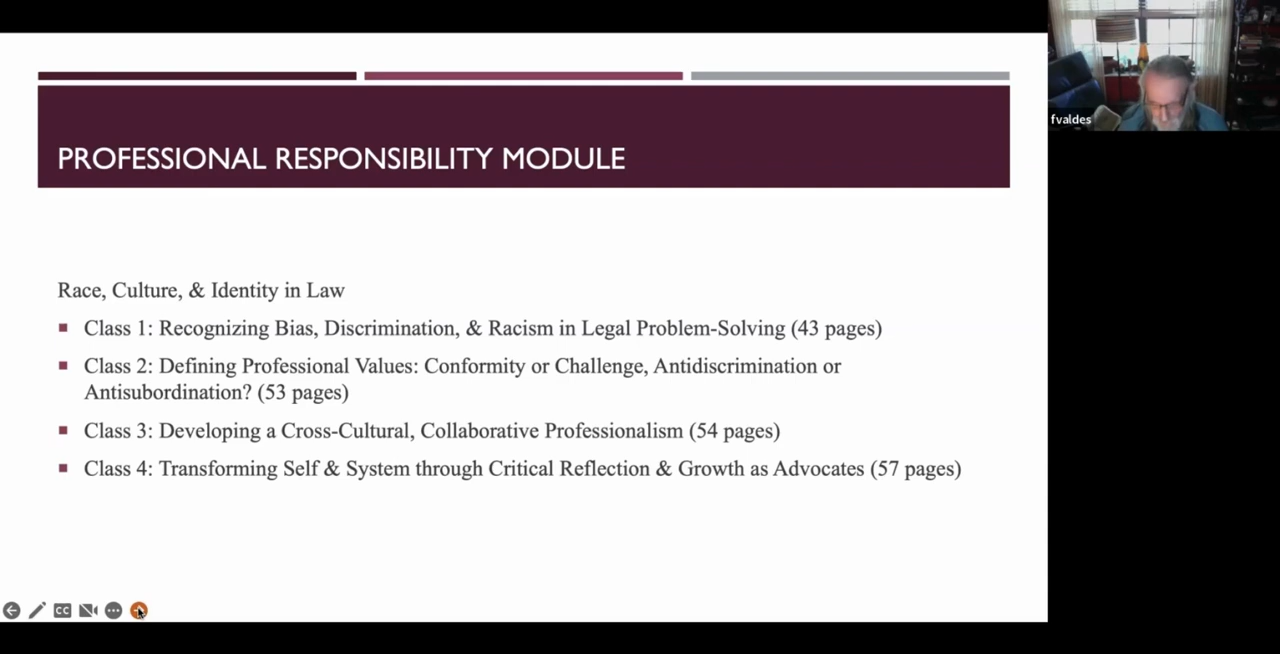 PROFESSIONAL RESPONSIBILITY MODULE
fvaldes
Race, Culture, & Identity in Law
Class 1: Recognizing Bias, Discrimination, & Racism in Legal Problem-Solving (43 pages)
Class 2: Defining Professional Values: Conformity or Challenge, Antidiscrimination or
Antisubordination? (53 pages)
Class 3: Developing a Cross-Cultural, Collaborative Professionalism (54 pages)
Class 4: Transforming Self & System through Critical Reflection & Growth as Advocates (57 pages)
CC